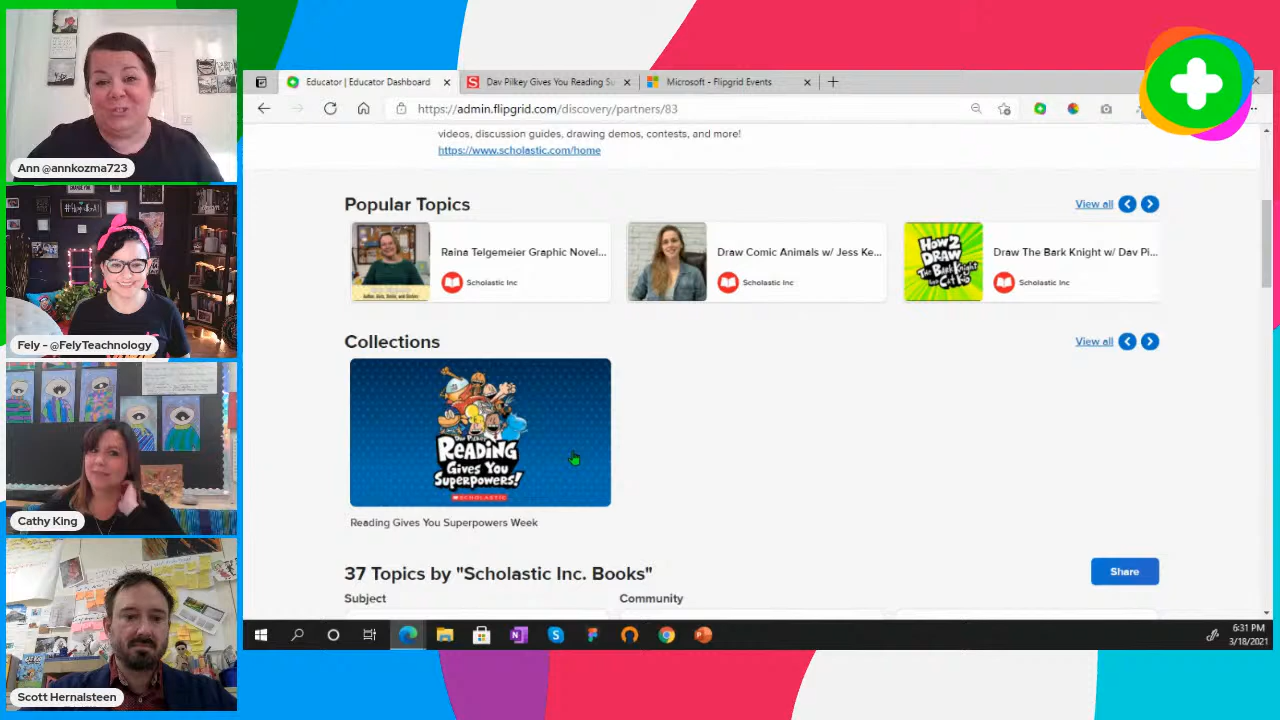 Ann @annkozma723
Fely - @FelyTeachnology
Cathy King
Scott Hernalsteen
Educator | Educator Dashboard
Dav Pilkey Gives You Reading Su
Microsoft - Flipgrid Events
https://admin.flipgrid.com/discovery/partners/83
videos, discussion guides, drawing demos, contests, and more!
https://www.scholastic.com/home
Popular Topics
View all
Raina Telgemeier Graphic Novel...
Scholastic Inc
Draw Comic Animals w/ Jess Ke...
Scholastic Inc
HOW 2
DRAW
The BARK KNIGHT
Draw The Bark Knight w/ Dav Pi...
Scholastic Inc
Collections
View all
Dav Pilkey
READING
GIVES YOU
SUPERPOWERS!
SCHOLASTIC
Reading Gives You Superpowers Week
37 Topics by "Scholastic Inc. Books"
Share
Subject
Community
6:31 PM
3/18/2021